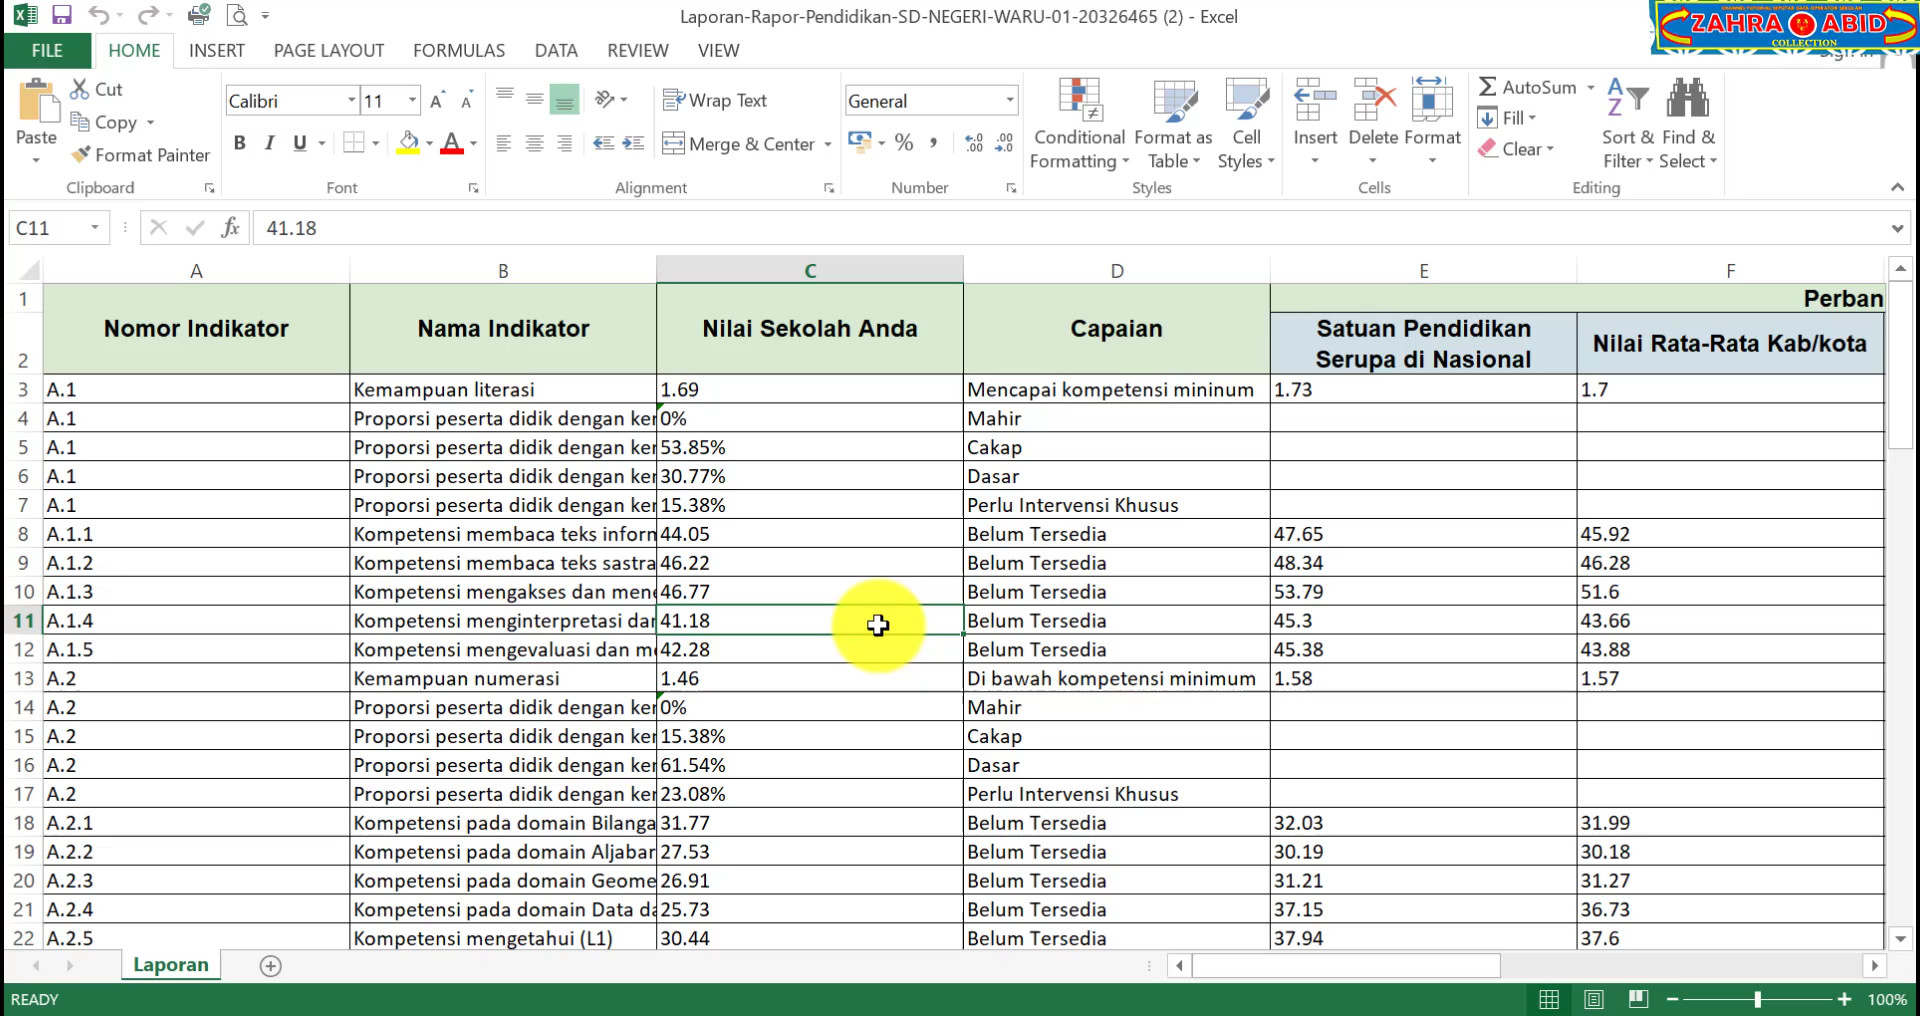 Laporan-Rapor-Pendidikan-SD-NEGERI-WARU-01-20326465 (2) - Excel
CHANNEL TUTORIAL SEPUTAR DATA OPERATOR SEKOLAH
ZAHRA ABID
COLLECTION
FILE HOME INSERT PAGE LAYOUT FORMULAS DATA REVIEW VIEW
Paste
Cut
Copy
Format Painter
Clipboard
Calibri 11
B I U
Font
Wrap Text
Merge & Center
Alignment
General
% ,
Number
Conditional Formatting
Format as Table
Cell Styles
Styles
Insert Delete Format
Cells
AutoSum
Fill
Clear
Sort & Filter
Find & Select
Editing
C11 fx 41.18
A B C D E F
1 Perban
2 Nomor Indikator Nama Indikator Nilai Sekolah Anda Capaian Satuan Pendidikan Serupa di Nasional Nilai Rata-Rata Kab/kota
3 A.1 Kemampuan literasi 1.69 Mencapai kompetensi mininum 1.73 1.7
4 A.1 Proporsi peserta didik dengan ker 0% Mahir
5 A.1 Proporsi peserta didik dengan ker 53.85% Cakap
6 A.1 Proporsi peserta didik dengan ker 30.77% Dasar
7 A.1 Proporsi peserta didik dengan ker 15.38% Perlu Intervensi Khusus
8 A.1.1 Kompetensi membaca teks inforn 44.05 Belum Tersedia 47.65 45.92
9 A.1.2 Kompetensi membaca teks sastra 46.22 Belum Tersedia 48.34 46.28
10 A.1.3 Kompetensi mengakses dan mene 46.77 Belum Tersedia 53.79 51.6
11 A.1.4 Kompetensi menginterpretasi dar 41.18 Belum Tersedia 45.3 43.66
12 A.1.5 Kompetensi mengevaluasi dan me 42.28 Belum Tersedia 45.38 43.88
13 A.2 Kemampuan numerasi 1.46 Di bawah kompetensi minimum 1.58 1.57
14 A.2 Proporsi peserta didik dengan ker 0% Mahir
15 A.2 Proporsi peserta didik dengan ker 15.38% Cakap
16 A.2 Proporsi peserta didik dengan ker 61.54% Dasar
17 A.2 Proporsi peserta didik dengan ker 23.08% Perlu Intervensi Khusus
18 A.2.1 Kompetensi pada domain Bilanga 31.77 Belum Tersedia 32.03 31.99
19 A.2.2 Kompetensi pada domain Aljabar 27.53 Belum Tersedia 30.19 30.18
20 A.2.3 Kompetensi pada domain Geome 26.91 Belum Tersedia 31.21 31.27
21 A.2.4 Kompetensi pada domain Data da 25.73 Belum Tersedia 37.15 36.73
22 A.2.5 Kompetensi mengetahui (L1) 30.44 Belum Tersedia 37.94 37.6
Laporan
READY 100%